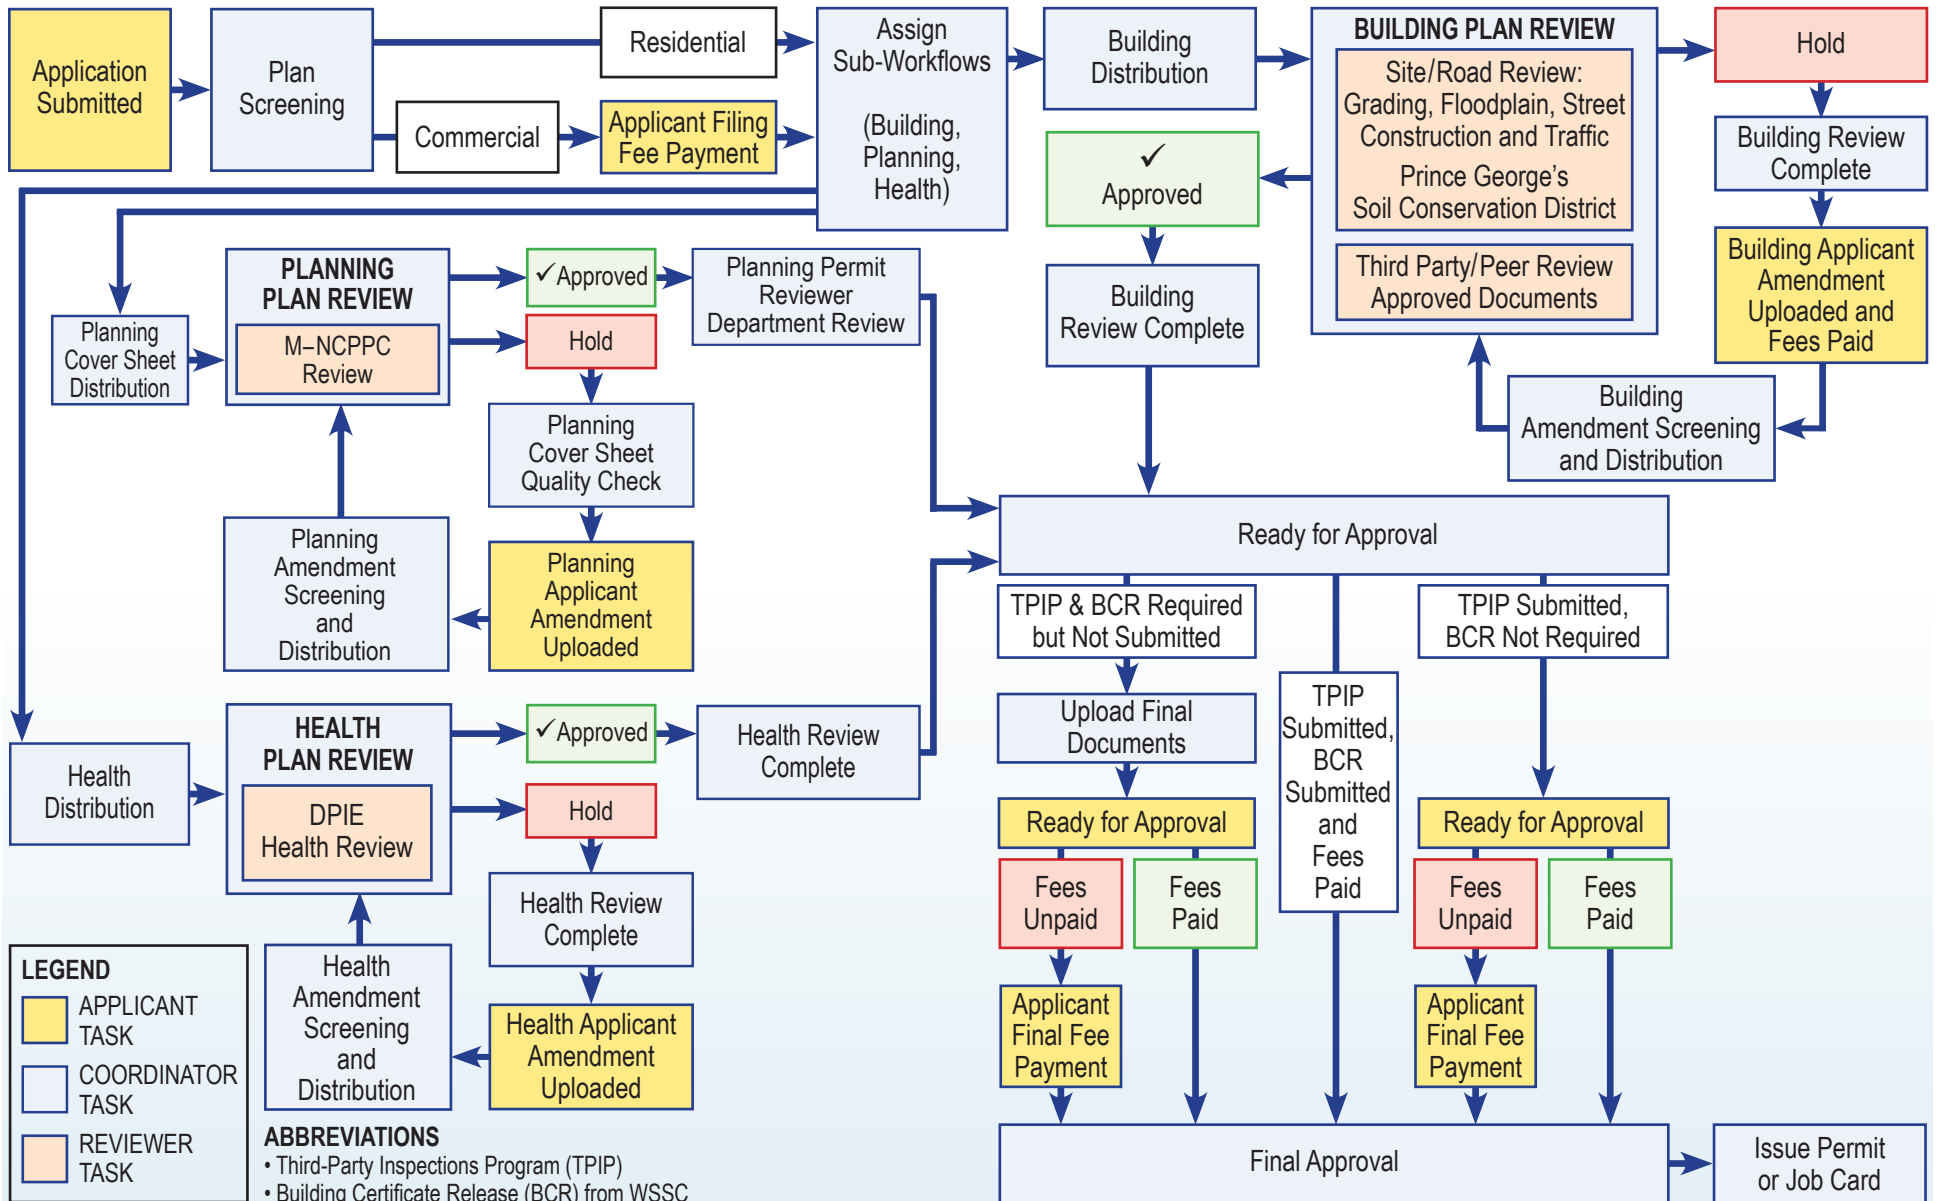 Application
Submitted
Plan
Screening
Residential
Commercial
Applicant Filing
Fee Payment
Assign
Sub-Workflows
(Building,
Planning,
Health)
Building
Distribution
BUILDING PLAN REVIEW
Site/Road Review:
Grading, Floodplain, Street
Construction and Traffic
Prince George's
Soil Conservation District
Third Party/Peer Review
Approved Documents
Hold
Building Review
Complete
Building Applicant
Amendment
Uploaded and
Fees Paid
Building
Amendment Screening
and Distribution
✓
Approved
Building
Review Complete
Planning
Cover Sheet
Distribution
PLANNING
PLAN REVIEW
M–NCPPC
Review
✓Approved
Planning Permit
Reviewer
Department Review
Hold
Planning
Cover Sheet
Quality Check
Planning
Applicant
Amendment
Uploaded
Planning
Amendment
Screening
and
Distribution
Health
Distribution
HEALTH
PLAN REVIEW
DPIE
Health Review
✓Approved
Health Review
Complete
Hold
Health Review
Complete
Health Applicant
Amendment
Uploaded
Health
Amendment
Screening
and
Distribution
Ready for Approval
TPIP & BCR Required
but Not Submitted
Upload Final
Documents
Ready for Approval
Fees
Unpaid
Fees
Paid
Applicant
Final Fee
Payment
TPIP
Submitted,
BCR
Submitted
and
Fees
Paid
TPIP Submitted,
BCR Not Required
Ready for Approval
Fees
Unpaid
Fees
Paid
Applicant
Final Fee
Payment
Final Approval
Issue Permit
or Job Card
LEGEND
APPLICANT
TASK
COORDINATOR
TASK
REVIEWER
TASK
ABBREVIATIONS
• Third-Party Inspections Program (TPIP)
• Building Certificate Release (BCR) from WSSC